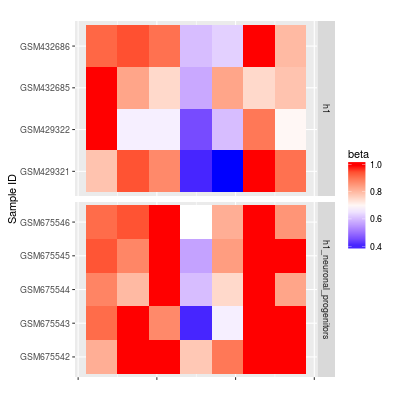 GSM432686
GSM432685
GSM429322
GSM429321
h1
GSM675546
GSM675545
GSM675544
GSM675543
GSM675542
h1_neuronal_progenitors
Sample ID
beta
1.0
0.8
0.6
0.4